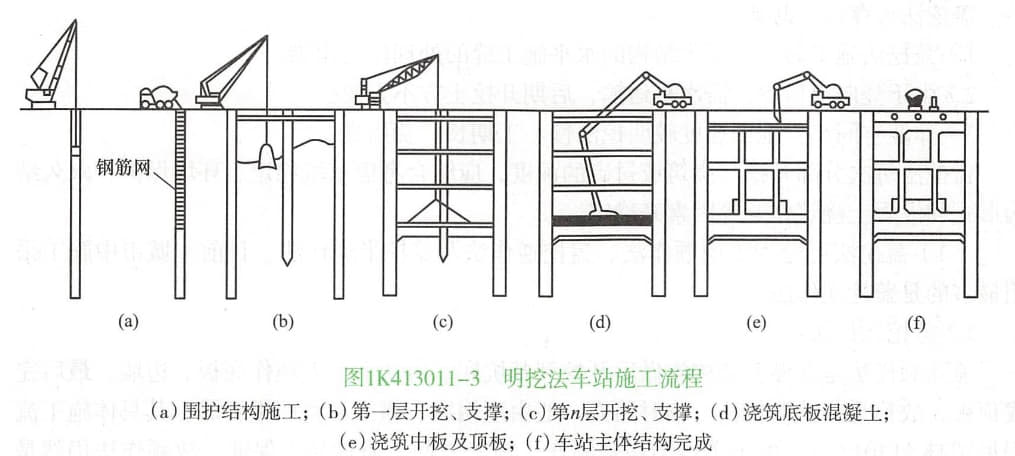 钢筋网
(a)
(b)
(c)
(d)
(e)
(f)
图1K413011-3 明挖法车站施工流程
(a)围护结构施工；(b)第一层开挖、支撑；(c)第n层开挖、支撑；(d)浇筑底板混凝土；
(e)浇筑中板及顶板；(f)车站主体结构完成